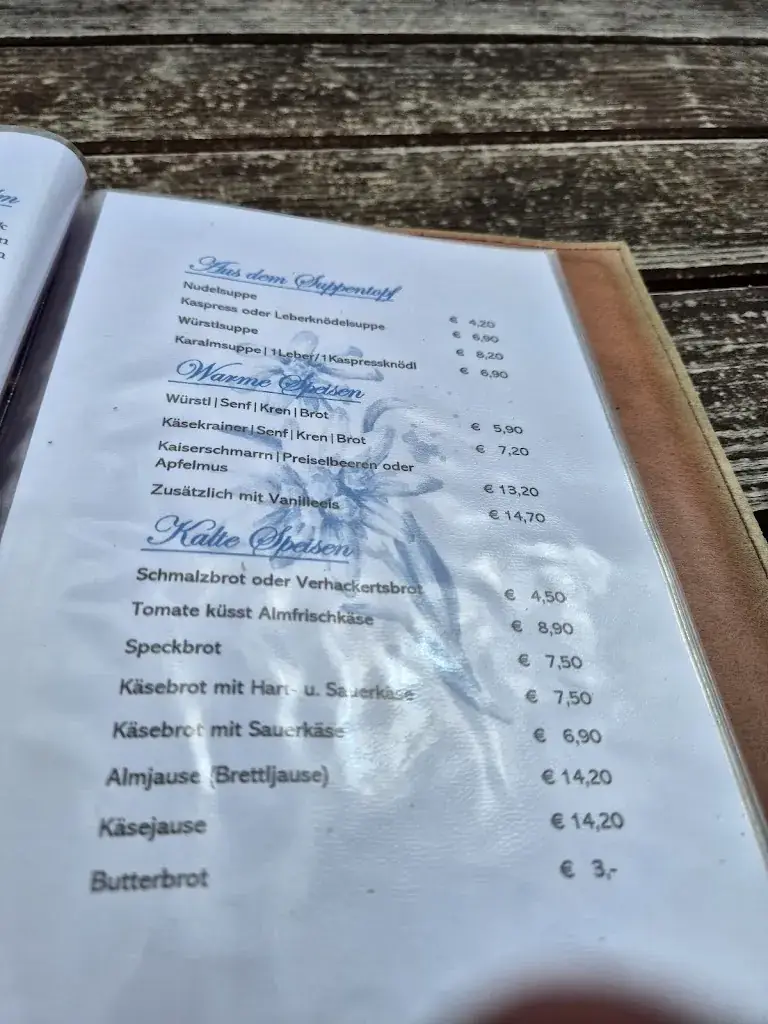 Aus dem Suppentopf
Nudelsuppe € 4,20
Kaspress oder Leberknödelsuppe € 6,90
Würstlsuppe € 8,20
Karalmsuppe | 1Leber/1Kaspressknödl € 6,90
Warme Speisen
Würstl | Senf | Kren | Brot € 5,90
Käsekrainer | Senf | Kren | Brot € 7,20
Kaiserschmarrn | Preiselbeeren oder
Apfelmus € 13,20
Zusätzlich mit Vanilleeis € 14,70
Kalte Speisen
Schmalzbrot oder Verhackertsbrot € 4,50
Tomate küsst Almfrischkäse € 8,90
Speckbrot € 7,50
Käsebrot mit Hart- u. Sauerkäse € 7,50
Käsebrot mit Sauerkäse € 6,90
Almjause (Brettljause) € 14,20
Käsejause € 14,20
Butterbrot € 3,-